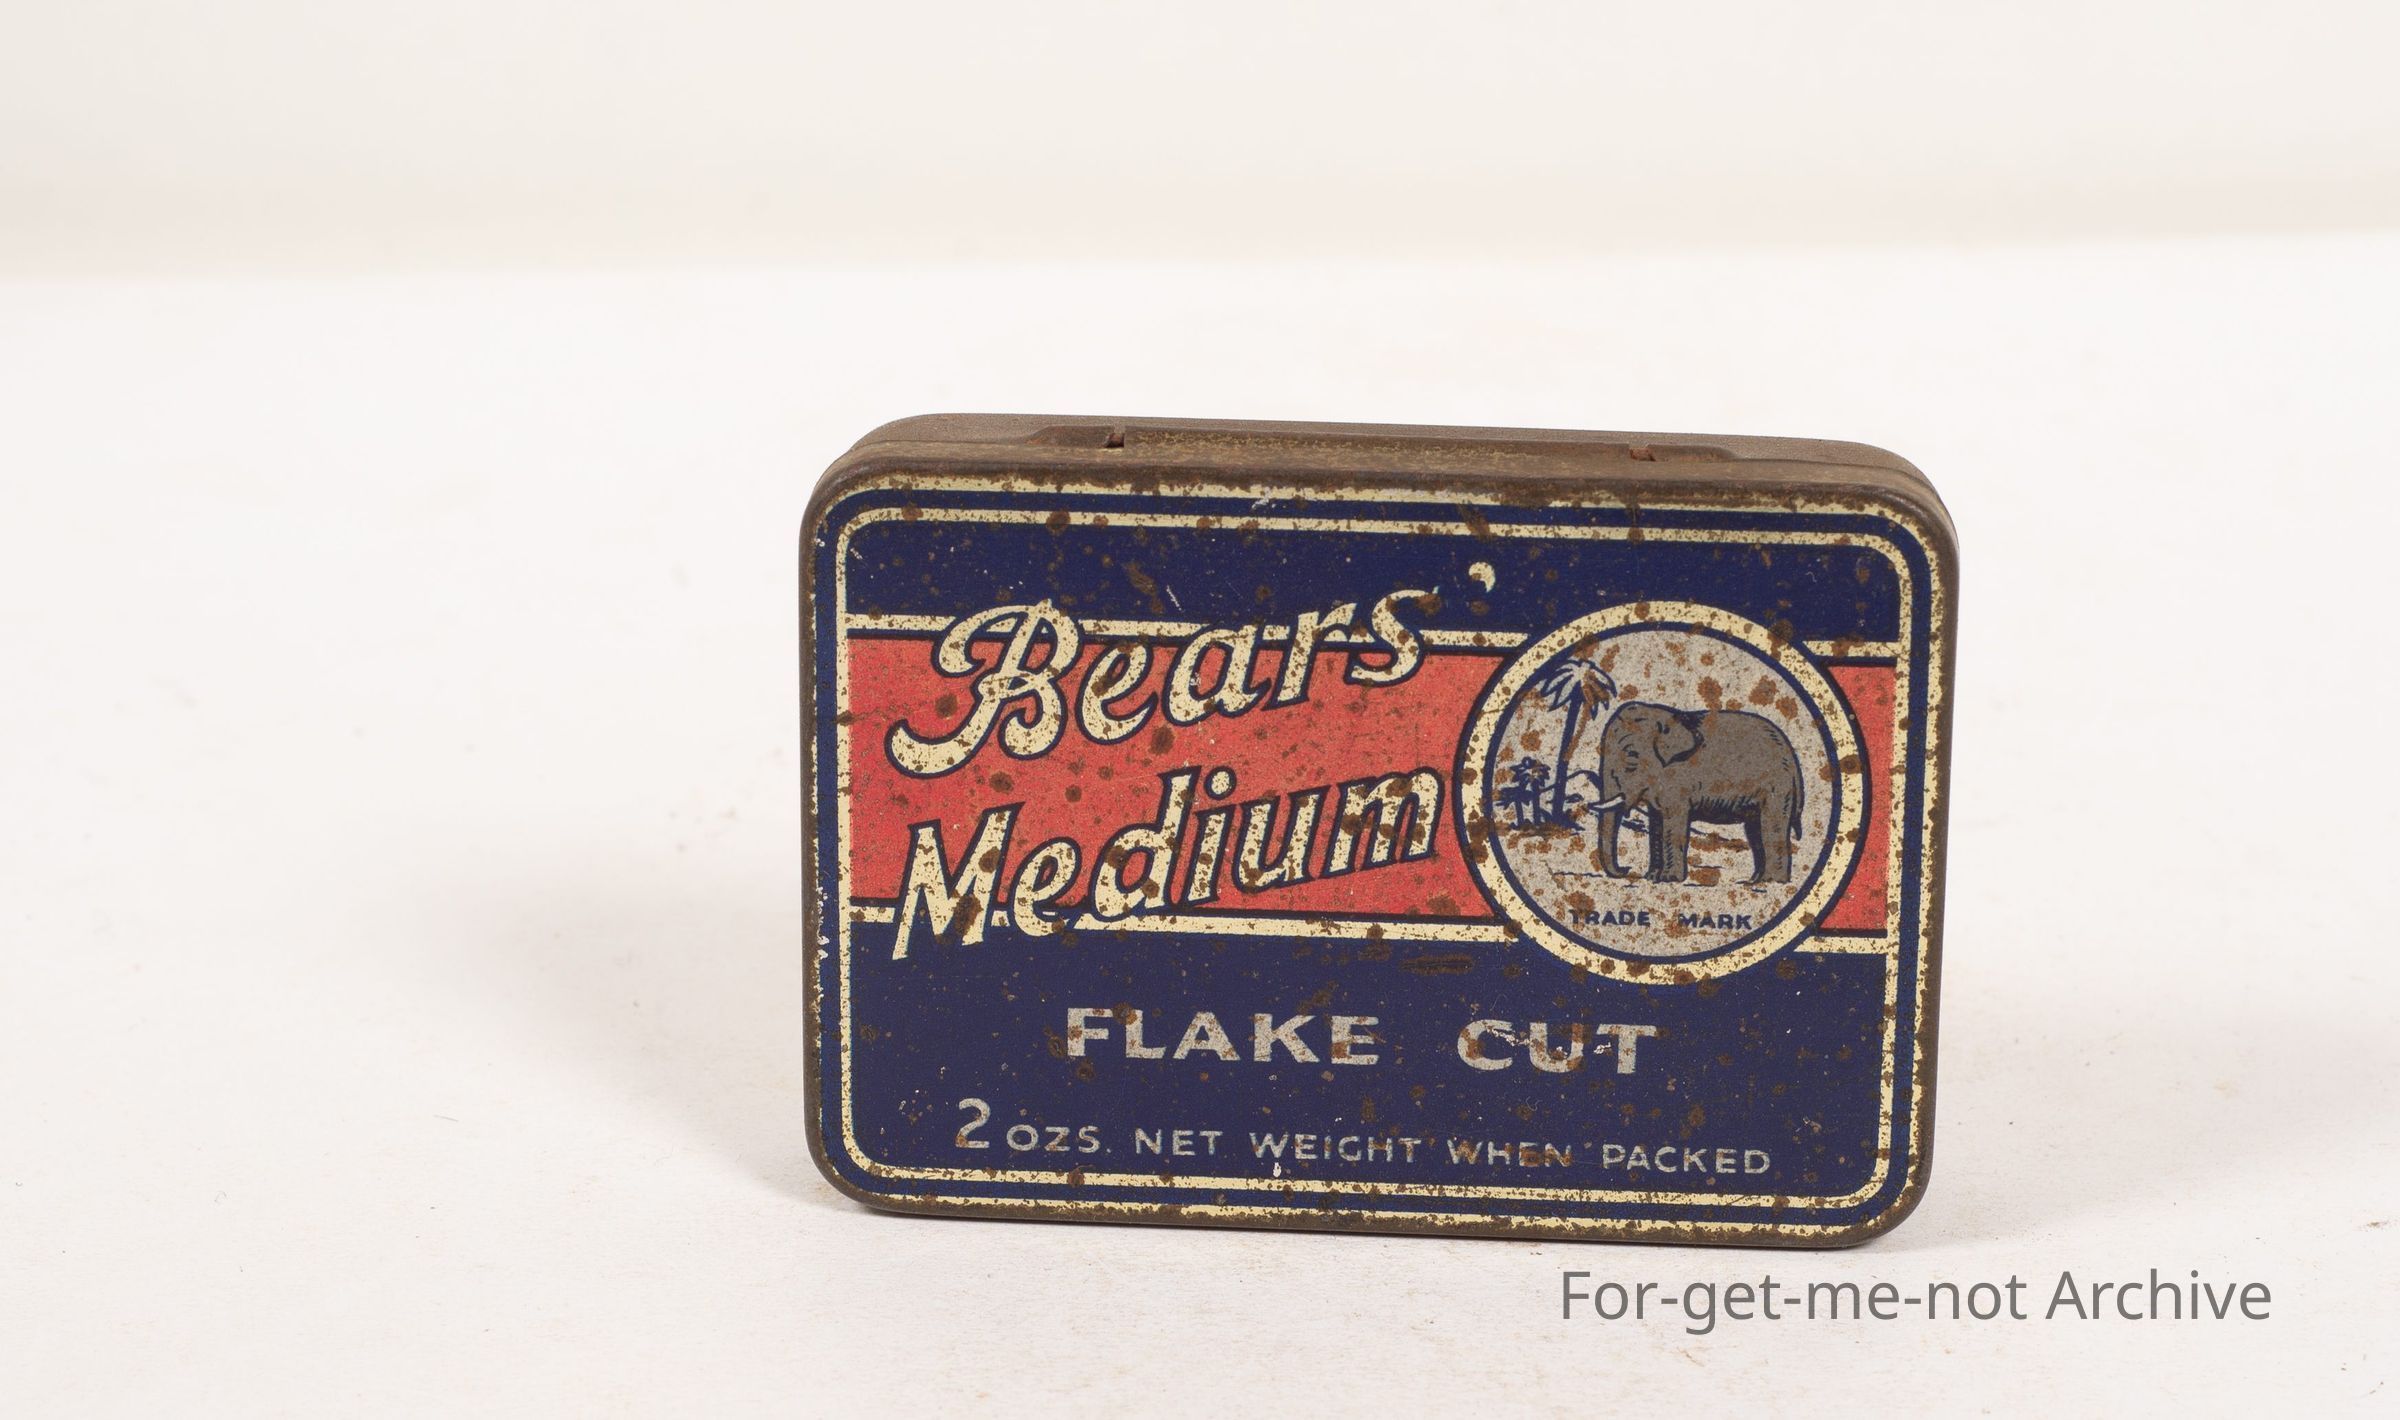 Bears'
Medium
TRADE MARK
FLAKE CUT
2 OZS. NET WEIGHT WHEN PACKED
For-get-me-not Archive